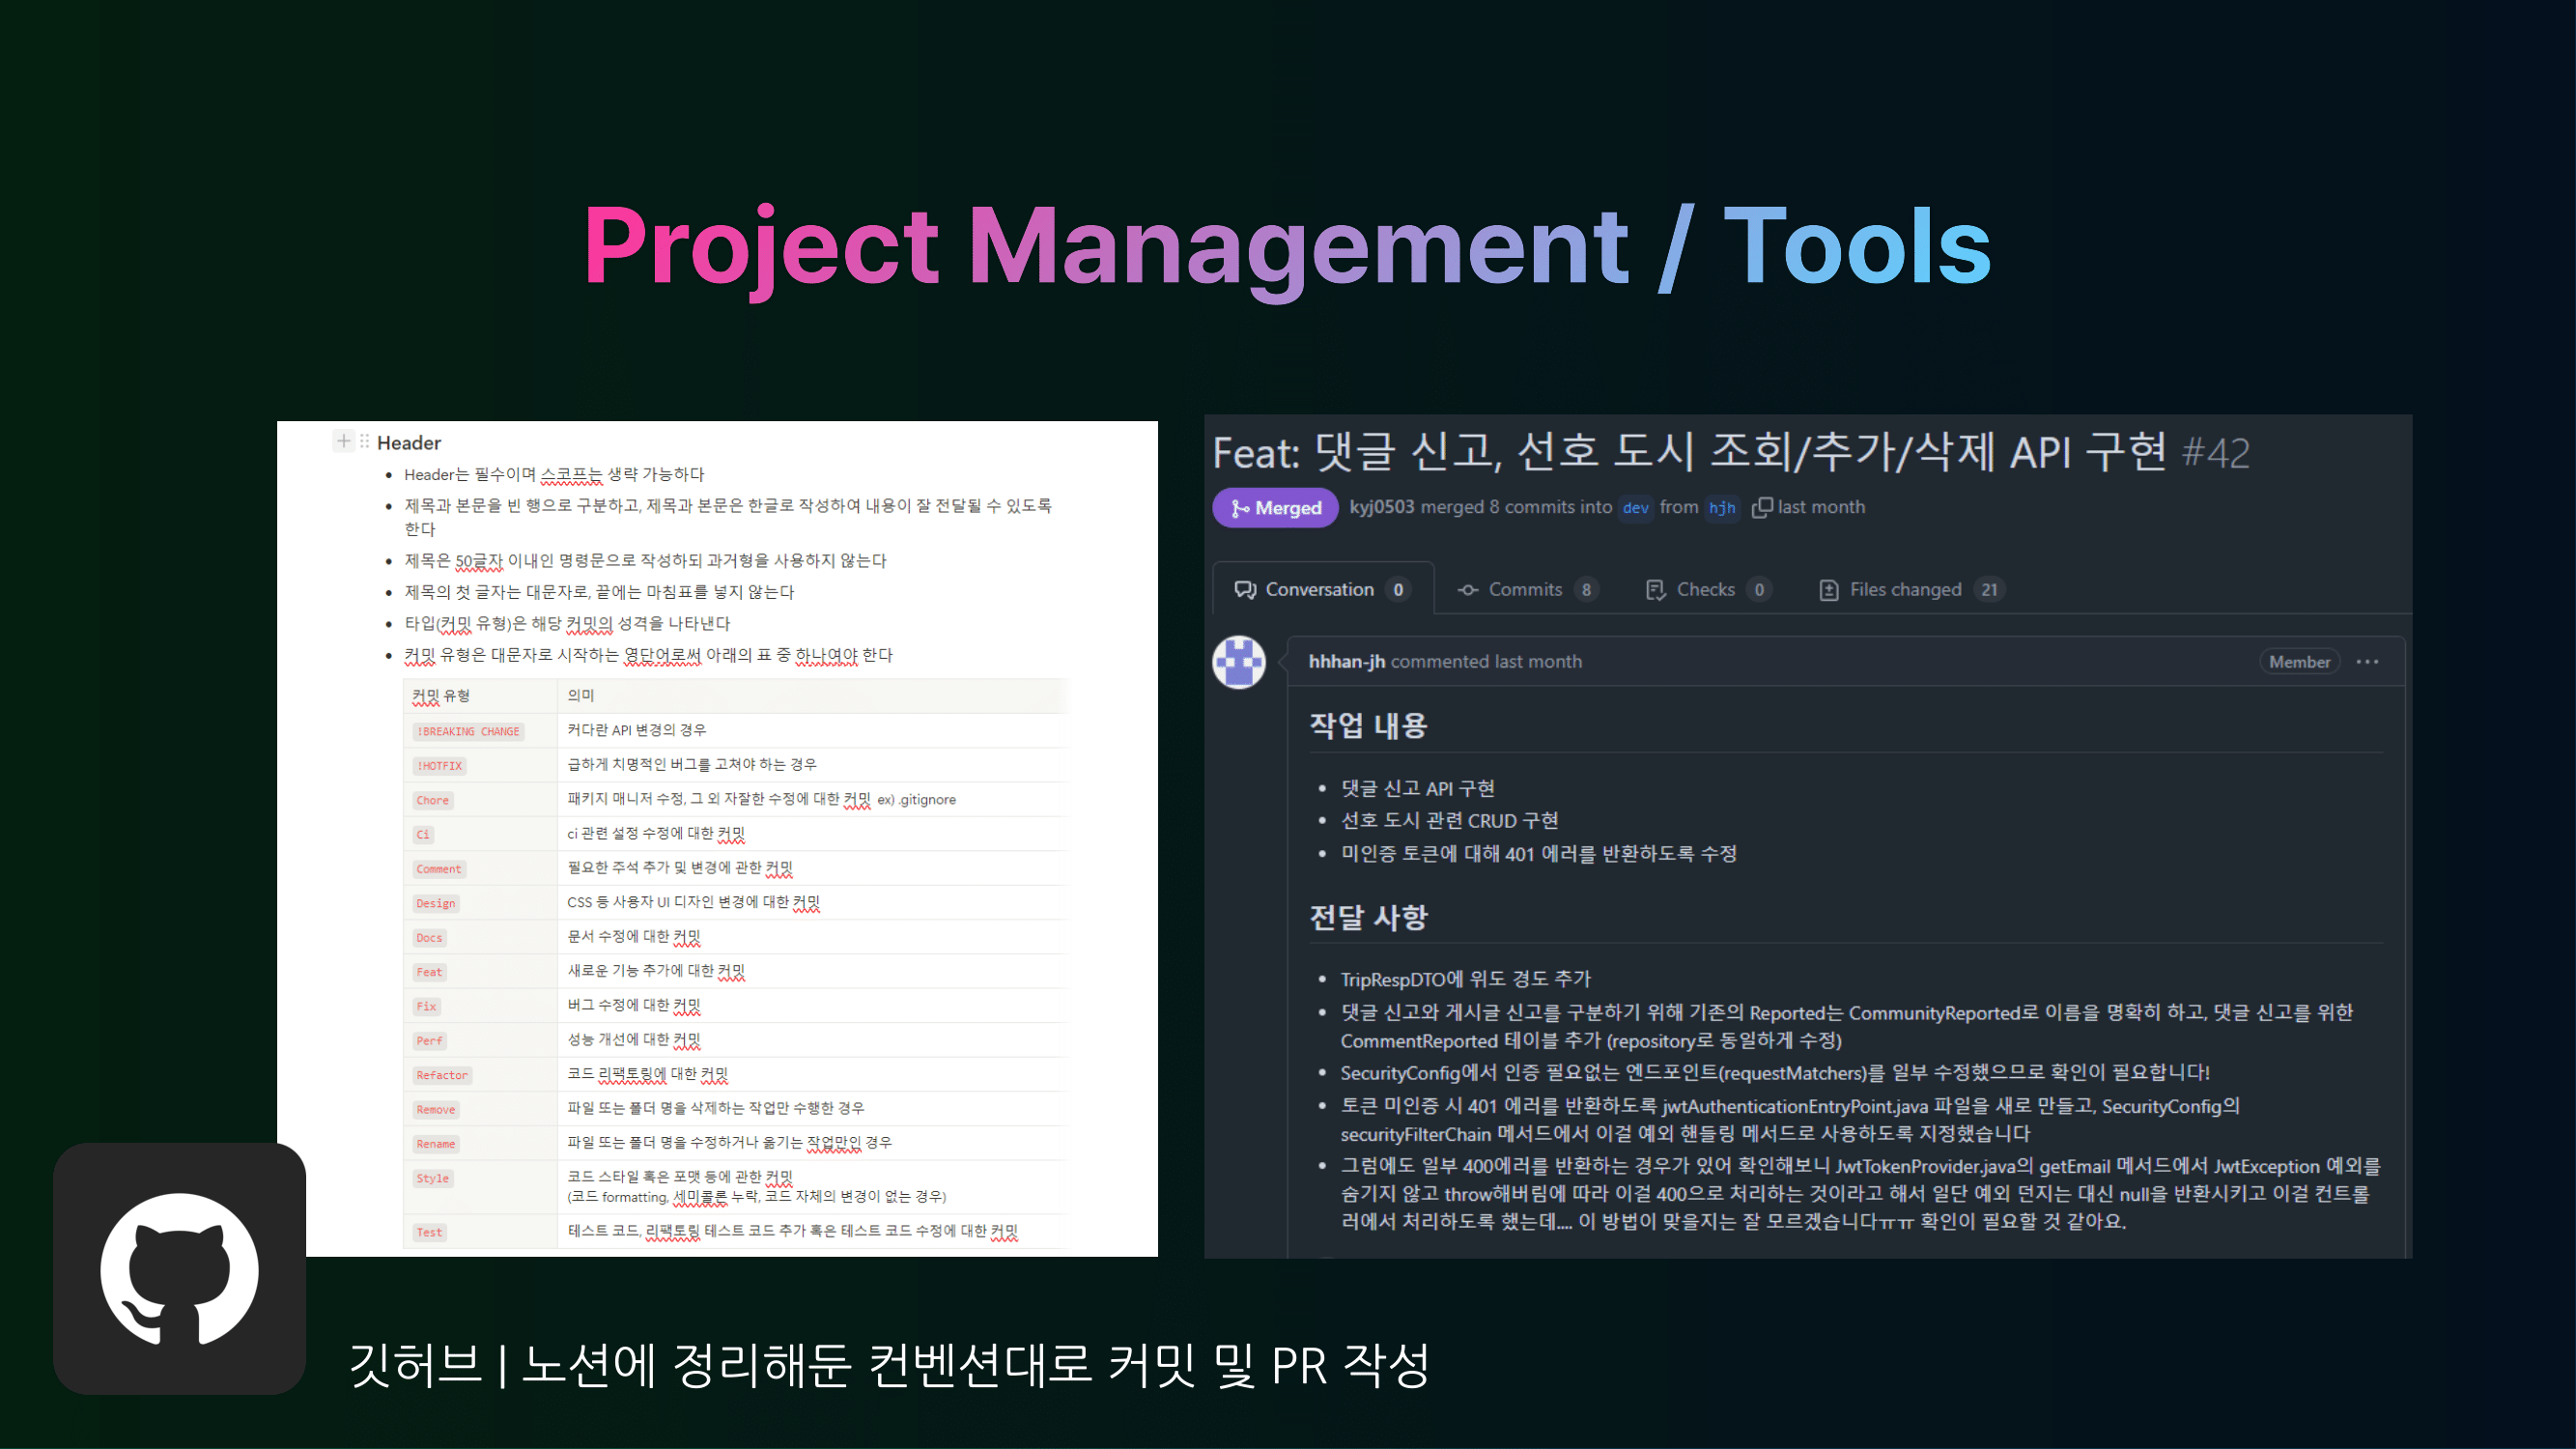 Project Management / Tools
Header
Header는 필수이며 스코프는 생략 가능하다
제목과 본문을 빈 행으로 구분하고, 제목과 본문은 한글로 작성하여 내용이 잘 전달될 수 있도록
한다
제목은 50글자 이내인 명령문으로 작성하되 과거형을 사용하지 않는다
제목의 첫 글자는 대문자로, 끝에는 마침표를 넣지 않는다
타입(커밋 유형)은 해당 커밋의 성격을 나타낸다
커밋 유형은 대문자로 시작하는 영단어로써 아래의 표 중 하나여야 한다
커밋 유형 의미
!BREAKING CHANGE 커다란 API 변경의 경우
!HOTFIX 급하게 치명적인 버그를 고쳐야 하는 경우
Chore 패키지 매니저 수정, 그 외 자잘한 수정에 대한 커밋 ex) .gitignore
Ci ci 관련 설정 수정에 대한 커밋
Comment 필요한 주석 추가 및 변경에 관한 커밋
Design CSS 등 사용자 UI 디자인 변경에 대한 커밋
Docs 문서 수정에 대한 커밋
Feat 새로운 기능 추가에 대한 커밋
Fix 버그 수정에 대한 커밋
Perf 성능 개선에 대한 커밋
Refactor 코드 리팩토링에 대한 커밋
Remove 파일 또는 폴더 명을 삭제하는 작업만 수행한 경우
Rename 파일 또는 폴더 명을 수정하거나 옮기는 작업만인 경우
Style 코드 스타일 혹은 포맷 등에 관한 커밋
(코드 formatting, 세미콜론 누락, 코드 자체의 변경이 없는 경우)
Test 테스트 코드, 리팩토링 테스트 코드 추가 혹은 테스트 코드 수정에 대한 커밋
Feat: 댓글 신고, 선호 도시 조회/추가/삭제 API 구현 #42
Merged kyj0503 merged 8 commits into dev from hjh last month
Conversation 0 Commits 8 Checks 0 Files changed 21
hhhan-jh commented last month Member
작업 내용
댓글 신고 API 구현
선호 도시 관련 CRUD 구현
미인증 토큰에 대해 401 에러를 반환하도록 수정
전달 사항
TripRespDTO에 위도 경도 추가
댓글 신고와 게시글 신고를 구분하기 위해 기존의 Reported는 CommunityReported로 이름을 명확히 하고, 댓글 신고를 위한
CommentReported 테이블 추가 (repository로 동일하게 수정)
SecurityConfig에서 인증 필요없는 엔드포인트(requestMatchers)를 일부 수정했으므로 확인이 필요합니다!
토큰 미인증 시 401 에러를 반환하도록 jwtAuthenticationEntryPoint.java 파일을 새로 만들고, SecurityConfig의
securityFilterChain 메서드에서 이걸 예외 핸들링 메서드로 사용하도록 지정했습니다
그럼에도 일부 400에러를 반환하는 경우가 있어 확인해보니 JwtTokenProvider.java의 getEmail 메서드에서 JwtException 예외를
숨기지 않고 throw해버림에 따라 이걸 400으로 처리하는 것이라고 해서 일단 예외 던지는 대신 null을 반환시키고 이걸 컨트롤
러에서 처리하도록 했는데.... 이 방법이 맞을지는 잘 모르겠습니다ㅠㅠ 확인이 필요할 것 같아요.
깃허브 | 노션에 정리해둔 컨벤션대로 커밋 및 PR 작성